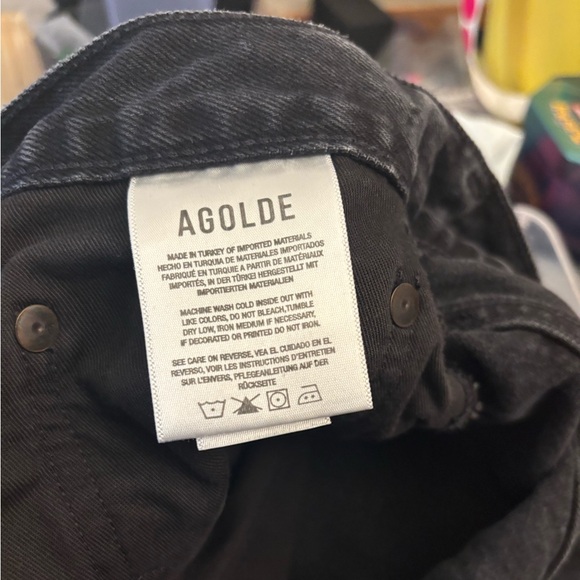 AGOLDE
MADE IN TURKEY OF IMPORTED MATERIALS
HECHO EN TURQUIA DE MATERIALES IMPORTADOS
FABRIQUÉ EN TURQUIE A PARTIR DE MATÉRIAUX
IMPORTÉS, IN DER TÜRKEI HERGESTELLT MIT
IMPORTIERTEN MATERIALIEN
MACHINE WASH COLD INSIDE OUT WITH
LIKE COLORS, DO NOT BLEACH,TUMBLE
DRY LOW, IRON MEDIUM IF NECESSARY,
IF DECORATED OR PRINTED DO NOT IRON.
SEE CARE ON REVERSE, VEA EL CUIDADO EN EL
REVERSO, VOIR LES INSTRUCTIONS D'ENTRETIEN
SUR L'ENVERS, PFLEGEANLEITUNG AUF DER
RÜCKSEITE